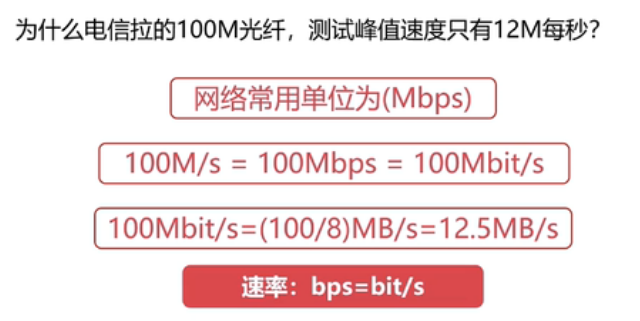 为什么电信拉的100M光纤，测试峰值速度只有12M每秒？
网络常用单位为(Mbps)
100M/s = 100Mbps = 100Mbit/s
100Mbit/s=(100/8)MB/s=12.5MB/s
速率：bps=bit/s